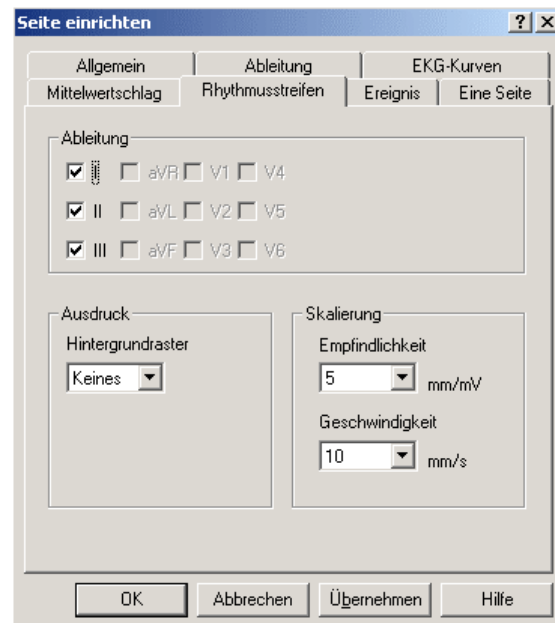 Seite einrichten
Allgemein Ableitung EKG-Kurven
Mittelwertschlag Rhythmusstreifen Ereignis Eine Seite
Ableitung
I aVR V1 V4
II aVL V2 V5
III aVF V3 V6
Ausdruck Skalierung
Hintergrundraster Empfindlichkeit
Keines 5 mm/mV
Geschwindigkeit
10 mm/s
OK Abbrechen Übernehmen Hilfe